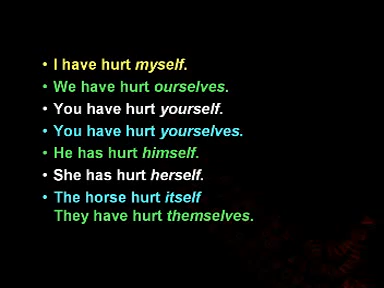 • I have hurt myself.
• We have hurt ourselves.
• You have hurt yourself.
• You have hurt yourselves.
• He has hurt himself.
• She has hurt herself.
• The horse hurt itself
They have hurt themselves.